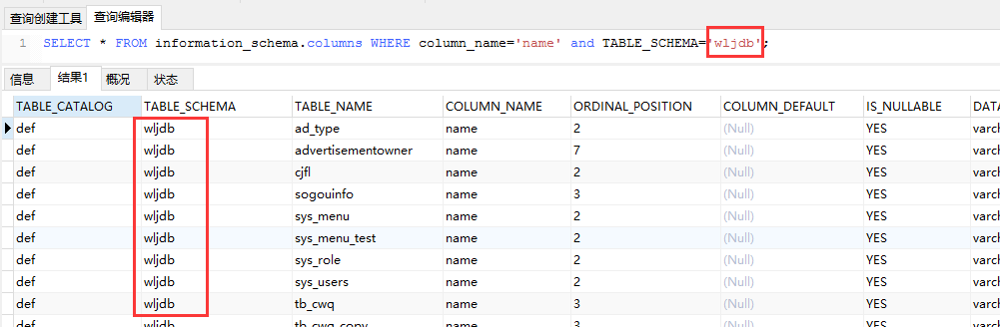 查询创建工具 查询编辑器
1 SELECT * FROM information_schema.columns WHERE column_name='name' and TABLE_SCHEMA='wljdb';
信息 结果1 概况 状态
TABLE_CATALOG TABLE_SCHEMA TABLE_NAME COLUMN_NAME ORDINAL_POSITION COLUMN_DEFAULT IS_NULLABLE DATA
def wljdb ad_type name 2 (Null) YES varch
def wljdb advertisementowner name 7 (Null) YES varch
def wljdb cjfl name 2 (Null) YES varch
def wljdb sogouinfo name 3 (Null) YES varch
def wljdb sys_menu name 2 (Null) YES varch
def wljdb sys_menu_test name 2 (Null) YES varch
def wljdb sys_role name 2 (Null) YES varch
def wljdb sys_users name 2 (Null) YES varch
def wljdb tb_cwq name 3 (Null) YES varch
def wljdb tb_cwq_copy name 3 (Null) YES varch